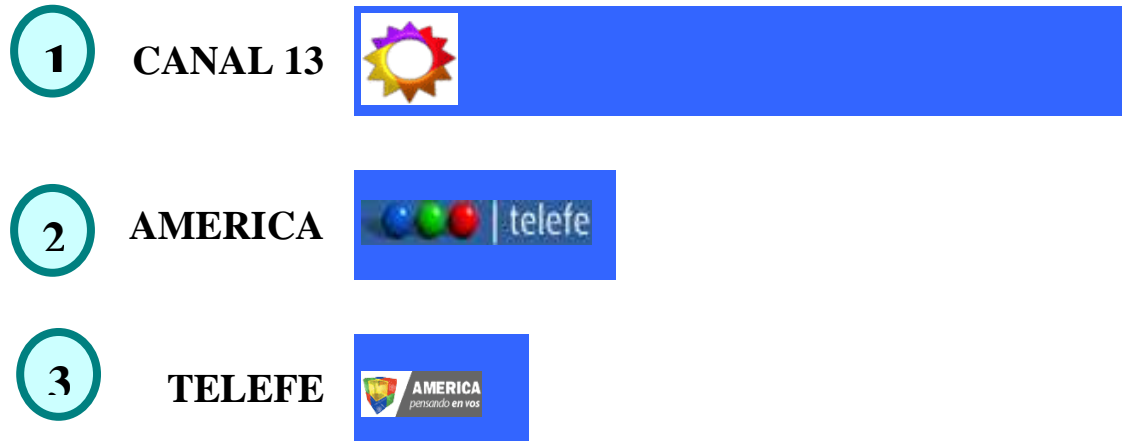 1 CANAL 13
2 AMERICA telefe
3 TELEFE AMERICA
pensando en vos